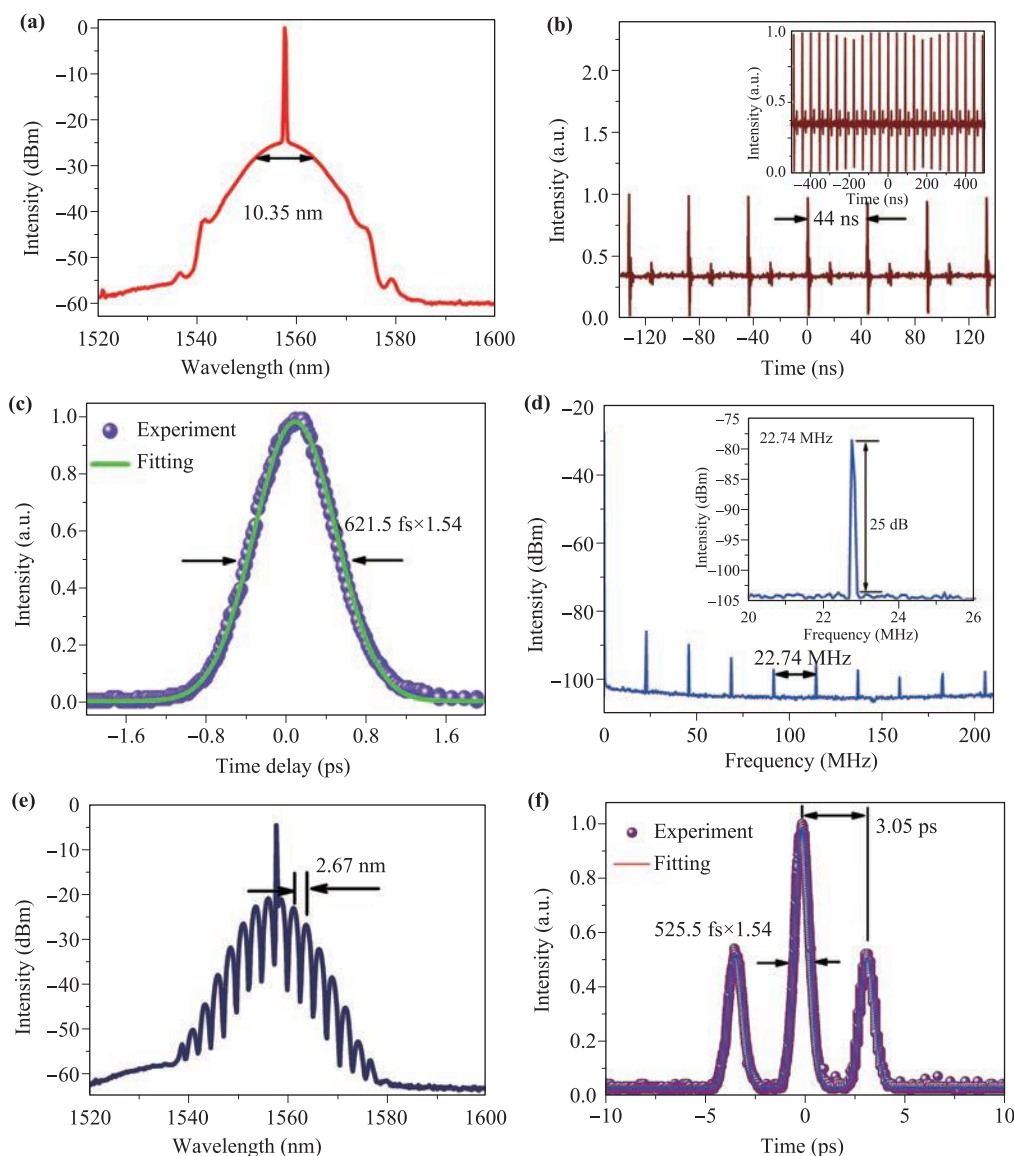 (a)
0
−10
−20
−30
−40
−50
−60
Intensity (dBm)
10.35 nm
1520 1540 1560 1580 1600
Wavelength (nm)
(b)
2.0
1.5
1.0
0.5
0.0
Intensity (a.u.)
44 ns
−120 −80 −40 0 40 80 120
Time (ns)
1.0
0.5
0.0
Intensity (a.u.)
−400 −200 0 200 400
Time (ns)
(c)
1.0
0.8
0.6
0.4
0.2
0.0
Intensity (a.u.)
Experiment
Fitting
621.5 fs×1.54
−1.6 −0.8 0.0 0.8 1.6
Time delay (ps)
(d)
−20
−40
−60
−80
−100
Intensity (dBm)
22.74 MHz
0 50 100 150 200
Frequency (MHz)
−75
−80
−85
−90
−95
−100
−105
Intensity (dBm)
22.74 MHz
25 dB
20 22 24 26
Frequency (MHz)
(e)
0
−10
−20
−30
−40
−50
−60
Intensity (dBm)
2.67 nm
1520 1540 1560 1580 1600
Wavelength (nm)
(f)
1.0
0.8
0.6
0.4
0.2
0.0
Intensity (a.u.)
Experiment
Fitting
3.05 ps
525.5 fs×1.54
−10 −5 0 5 10
Time (ps)